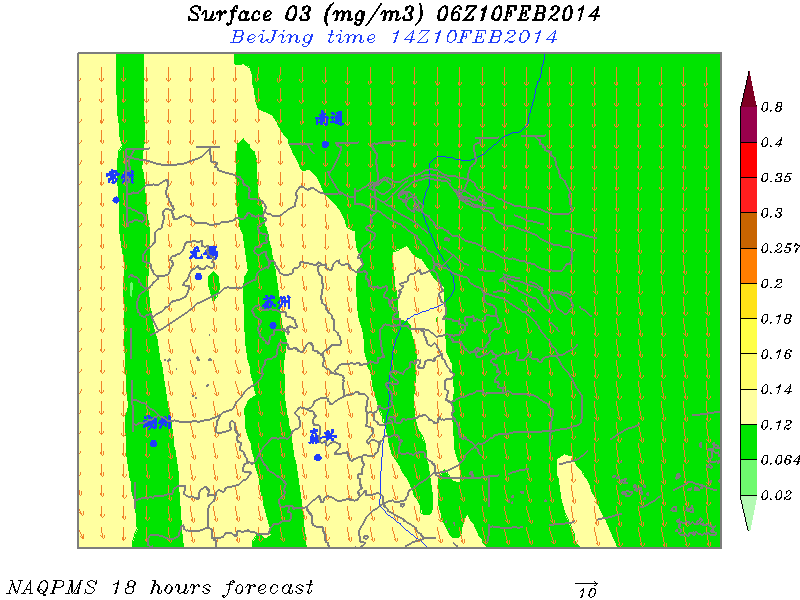 Surface O3 (mg/m3) 06Z10FEB2014
BeiJing time 14Z10FEB2014
南通
常州
无锡
苏州
湖州
嘉兴
0.8
0.4
0.35
0.3
0.257
0.2
0.18
0.16
0.14
0.12
0.064
0.02
NAQPMS 18 hours forecast
10